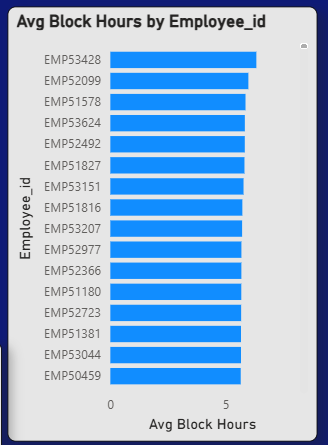 Avg Block Hours by Employee_id
EMP53428
EMP52099
EMP51578
EMP53624
EMP52492
EMP51827
EMP53151
EMP51816
EMP53207
EMP52977
EMP52366
EMP51180
EMP52723
EMP51381
EMP53044
EMP50459
Employee_id
0 5
Avg Block Hours